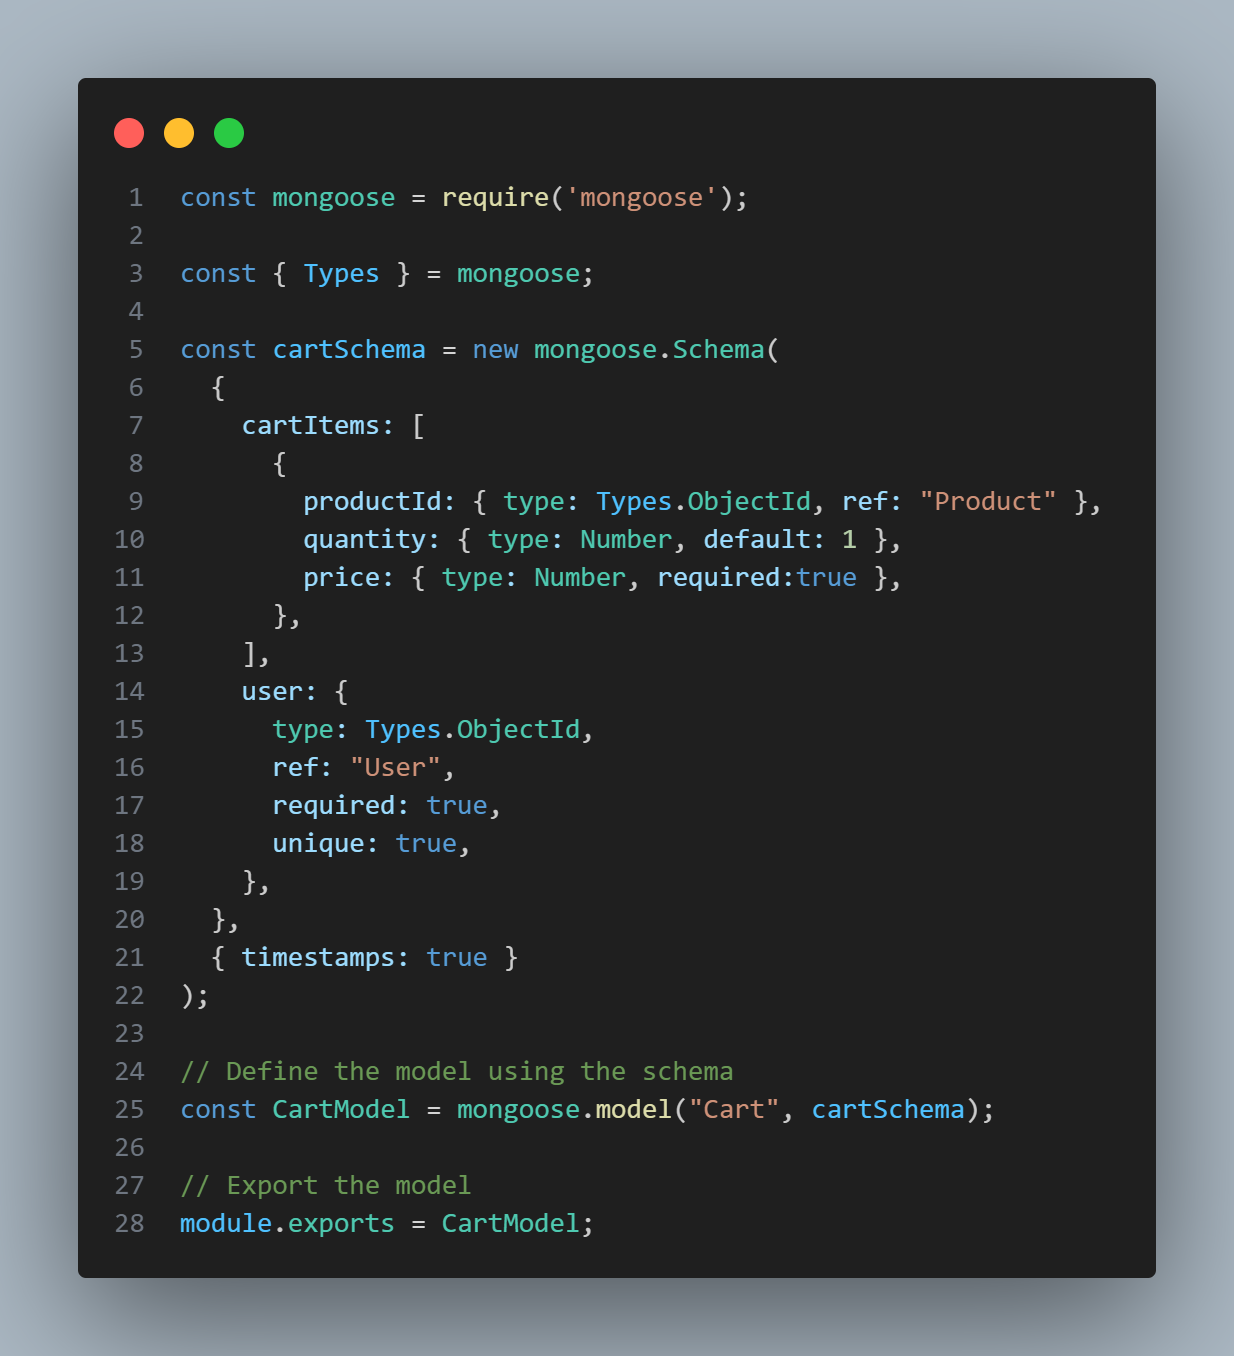 1 const mongoose = require('mongoose');
2
3 const { Types } = mongoose;
4
5 const cartSchema = new mongoose.Schema(
6   {
7     cartItems: [
8       {
9         productId: { type: Types.ObjectId, ref: "Product" },
10         quantity: { type: Number, default: 1 },
11         price: { type: Number, required:true },
12       },
13     ],
14     user: {
15       type: Types.ObjectId,
16       ref: "User",
17       required: true,
18       unique: true,
19     },
20   },
21   { timestamps: true }
22 );
23
24 // Define the model using the schema
25 const CartModel = mongoose.model("Cart", cartSchema);
26
27 // Export the model
28 module.exports = CartModel;